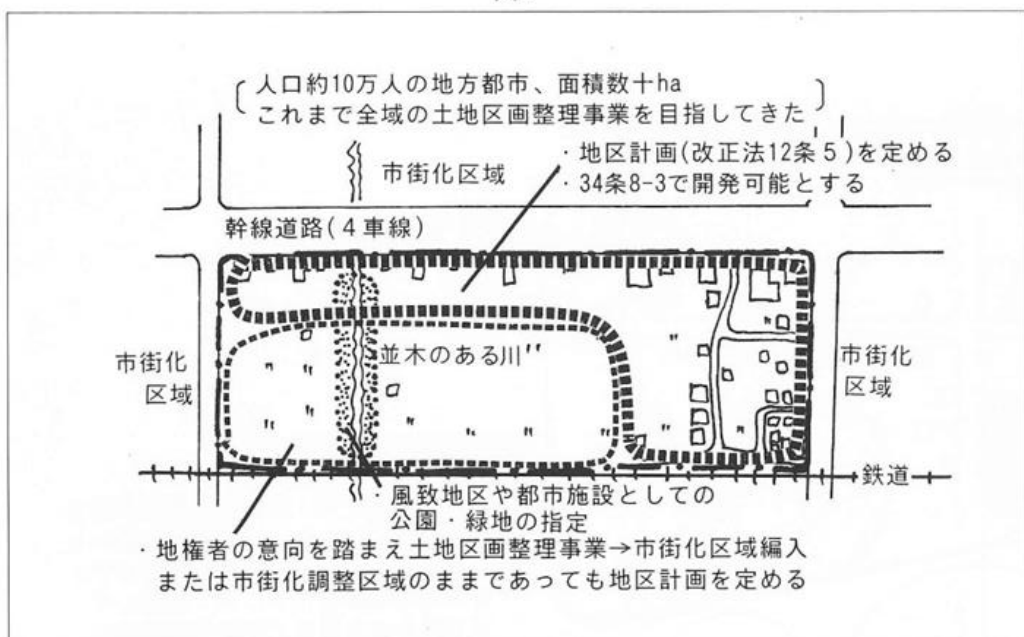 人口約10万人の地方都市、面積数十ha
これまで全域の土地区画整理事業を目指してきた
・地区計画(改正法12条5)を定める
市街化区域
・34条8-3で開発可能とする
幹線道路(4車線)
並木のある川
市街化
区域
市街化
区域
鉄道
・風致地区や都市施設としての
公園・緑地の指定
・地権者の意向を踏まえ土地区画整理事業→市街化区域編入
または市街化調整区域のままであっても地区計画を定める